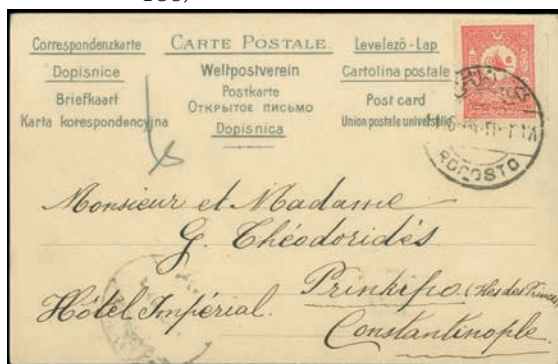 Correspondenzkarte
Dopisnice
Briefkaart
Karta korespondencyjna
CARTE POSTALE.
Weltpostverein
Postkarte
Открытое письмо
Dopisnica
Levelező-Lap
Cartolina postale
Post card
Union postale universelle
RODOSTO
Monsieur et Madame
G. Théodoridés
Prinkipo. (Iles des Princes)
Hôtel Impérial.
Constantinople